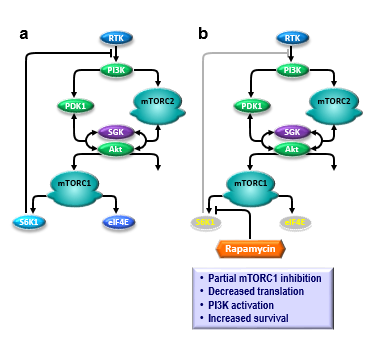 a
RTK
PI3K
PDK1
mTORC2
SGK
Akt
mTORC1
S6K1
eIF4E
b
RTK
PI3K
PDK1
mTORC2
SGK
Akt
mTORC1
S6K1
eIF4E
Rapamycin
• Partial mTORC1 inhibition
• Decreased translation
• PI3K activation
• Increased survival